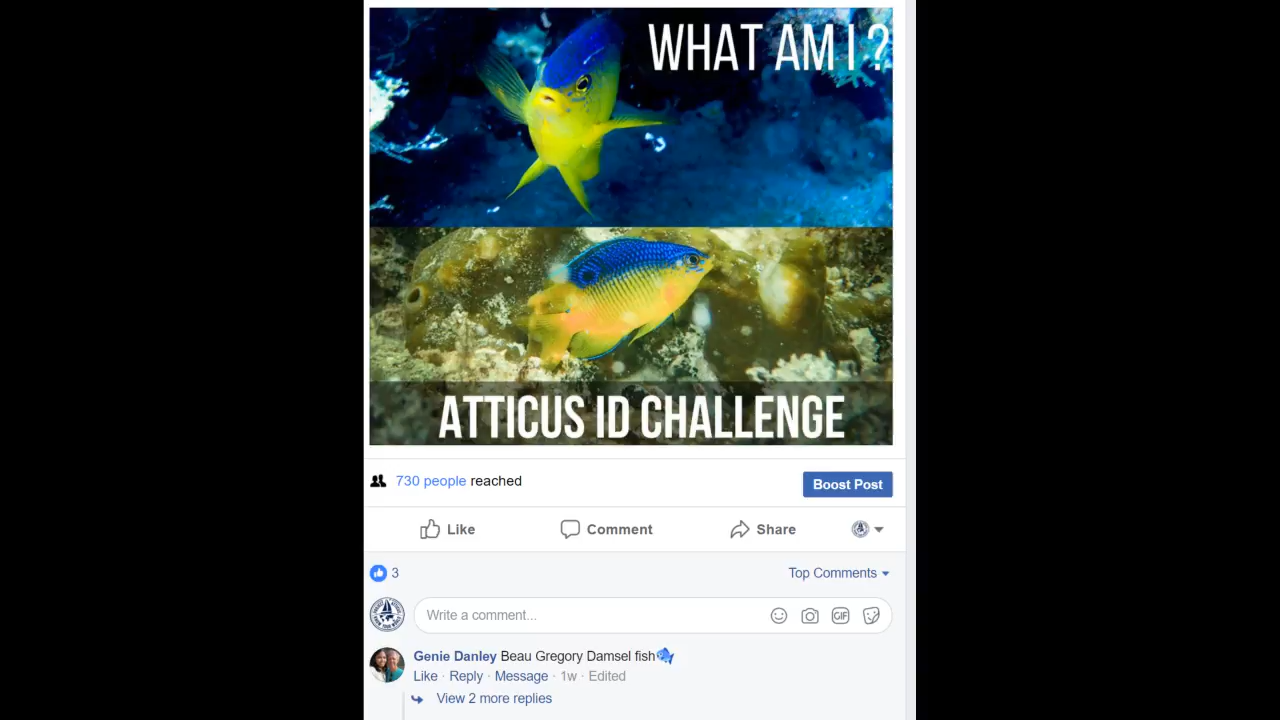 WHAT AM I ?
ATTICUS ID CHALLENGE
730 people reached
Boost Post
Like
Comment
Share
3
Top Comments
Write a comment...
GIF
Genie Danley Beau Gregory Damsel fish
Like · Reply · Message · 1w · Edited
View 2 more replies